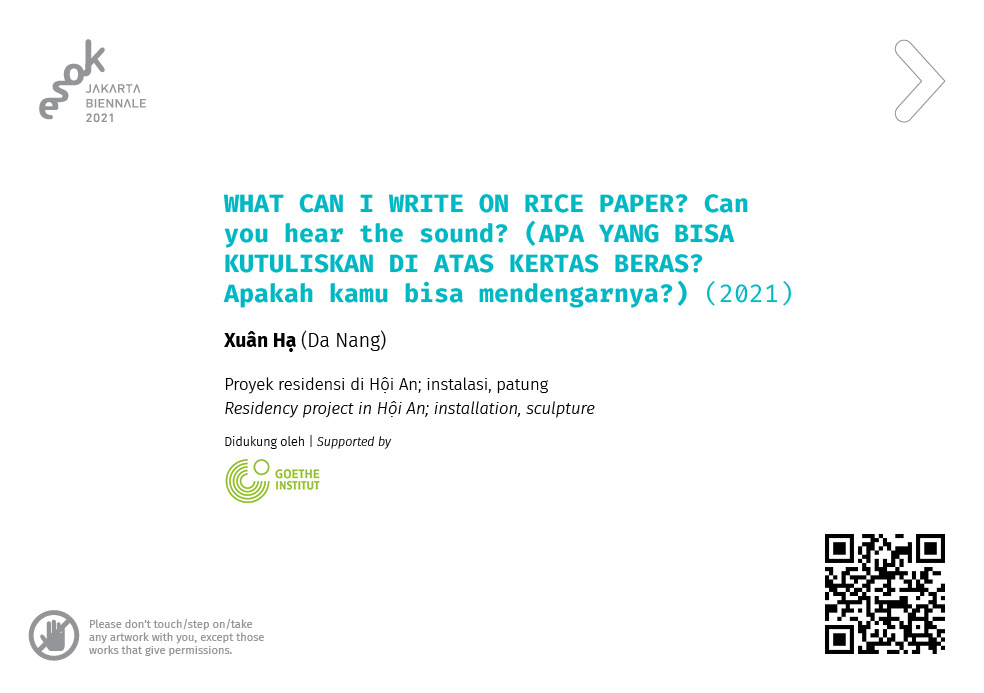 esok
JAKARTA
BIENNALE
2021
WHAT CAN I WRITE ON RICE PAPER? Can
you hear the sound? (APA YANG BISA
KUTULISKAN DI ATAS KERTAS BERAS?
Apakah kamu bisa mendengarnya?) (2021)
Xuân Hạ (Da Nang)
Proyek residensi di Hội An; instalasi, patung
Residency project in Hội An; installation, sculpture
Didukung oleh | Supported by
GOETHE
INSTITUT
Please don't touch/step on/take
any artwork with you, except those
works that give permissions.